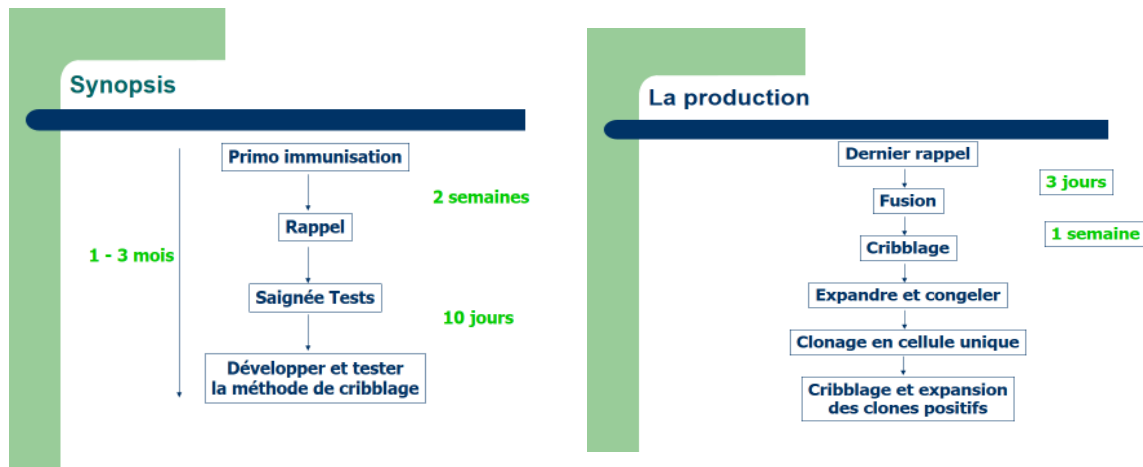 Synopsis
Primo immunisation
2 semaines
Rappel
1 - 3 mois
Saignée Tests
10 jours
Développer et tester
la méthode de cribblage
La production
Dernier rappel
3 jours
Fusion
1 semaine
Cribblage
Expandre et congeler
Clonage en cellule unique
Cribblage et expansion
des clones positifs